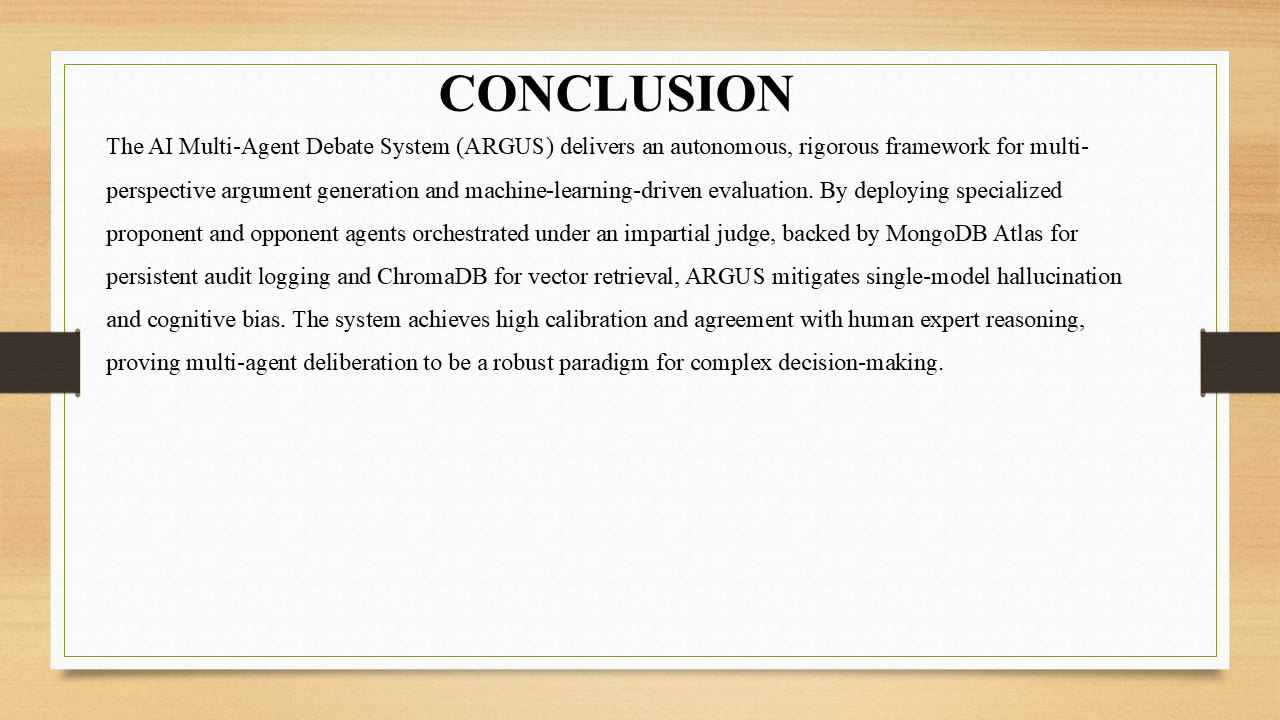 CONCLUSION
The AI Multi-Agent Debate System (ARGUS) delivers an autonomous, rigorous framework for multi-
perspective argument generation and machine-learning-driven evaluation. By deploying specialized
proponent and opponent agents orchestrated under an impartial judge, backed by MongoDB Atlas for
persistent audit logging and ChromaDB for vector retrieval, ARGUS mitigates single-model hallucination
and cognitive bias. The system achieves high calibration and agreement with human expert reasoning,
proving multi-agent deliberation to be a robust paradigm for complex decision-making.